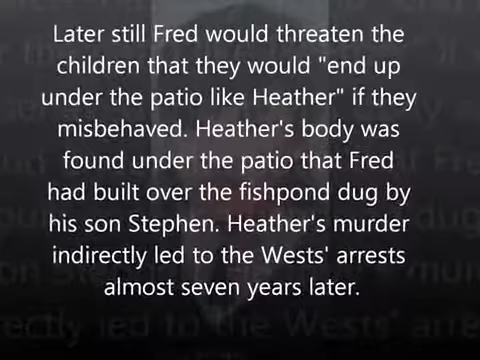 Later still Fred would threaten the
children that they would "end up
under the patio like Heather" if they
misbehaved. Heather's body was
found under the patio that Fred
had built over the fishpond dug by
his son Stephen. Heather's murder
indirectly led to the Wests' arrests
almost seven years later.